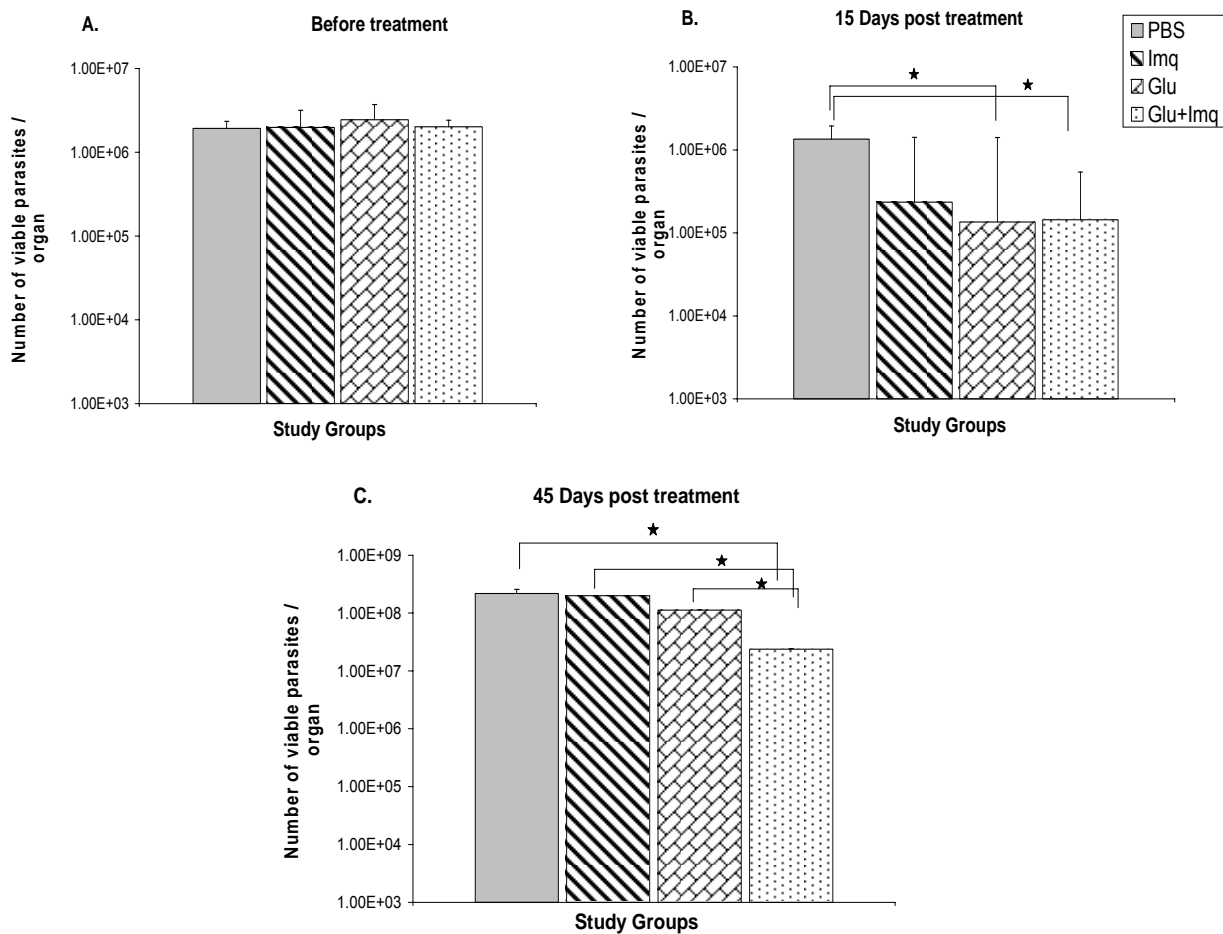 A.
Before treatment
Number of viable parasites /
organ
1.00E+07
1.00E+06
1.00E+05
1.00E+04
1.00E+03
Study Groups
B.
15 Days post treatment
Number of viable parasites /
organ
1.00E+07
1.00E+06
1.00E+05
1.00E+04
1.00E+03
Study Groups
PBS
Imq
Glu
Glu+Imq
C.
45 Days post treatment
Number of viable parasites /
organ
1.00E+09
1.00E+08
1.00E+07
1.00E+06
1.00E+05
1.00E+04
1.00E+03
Study Groups